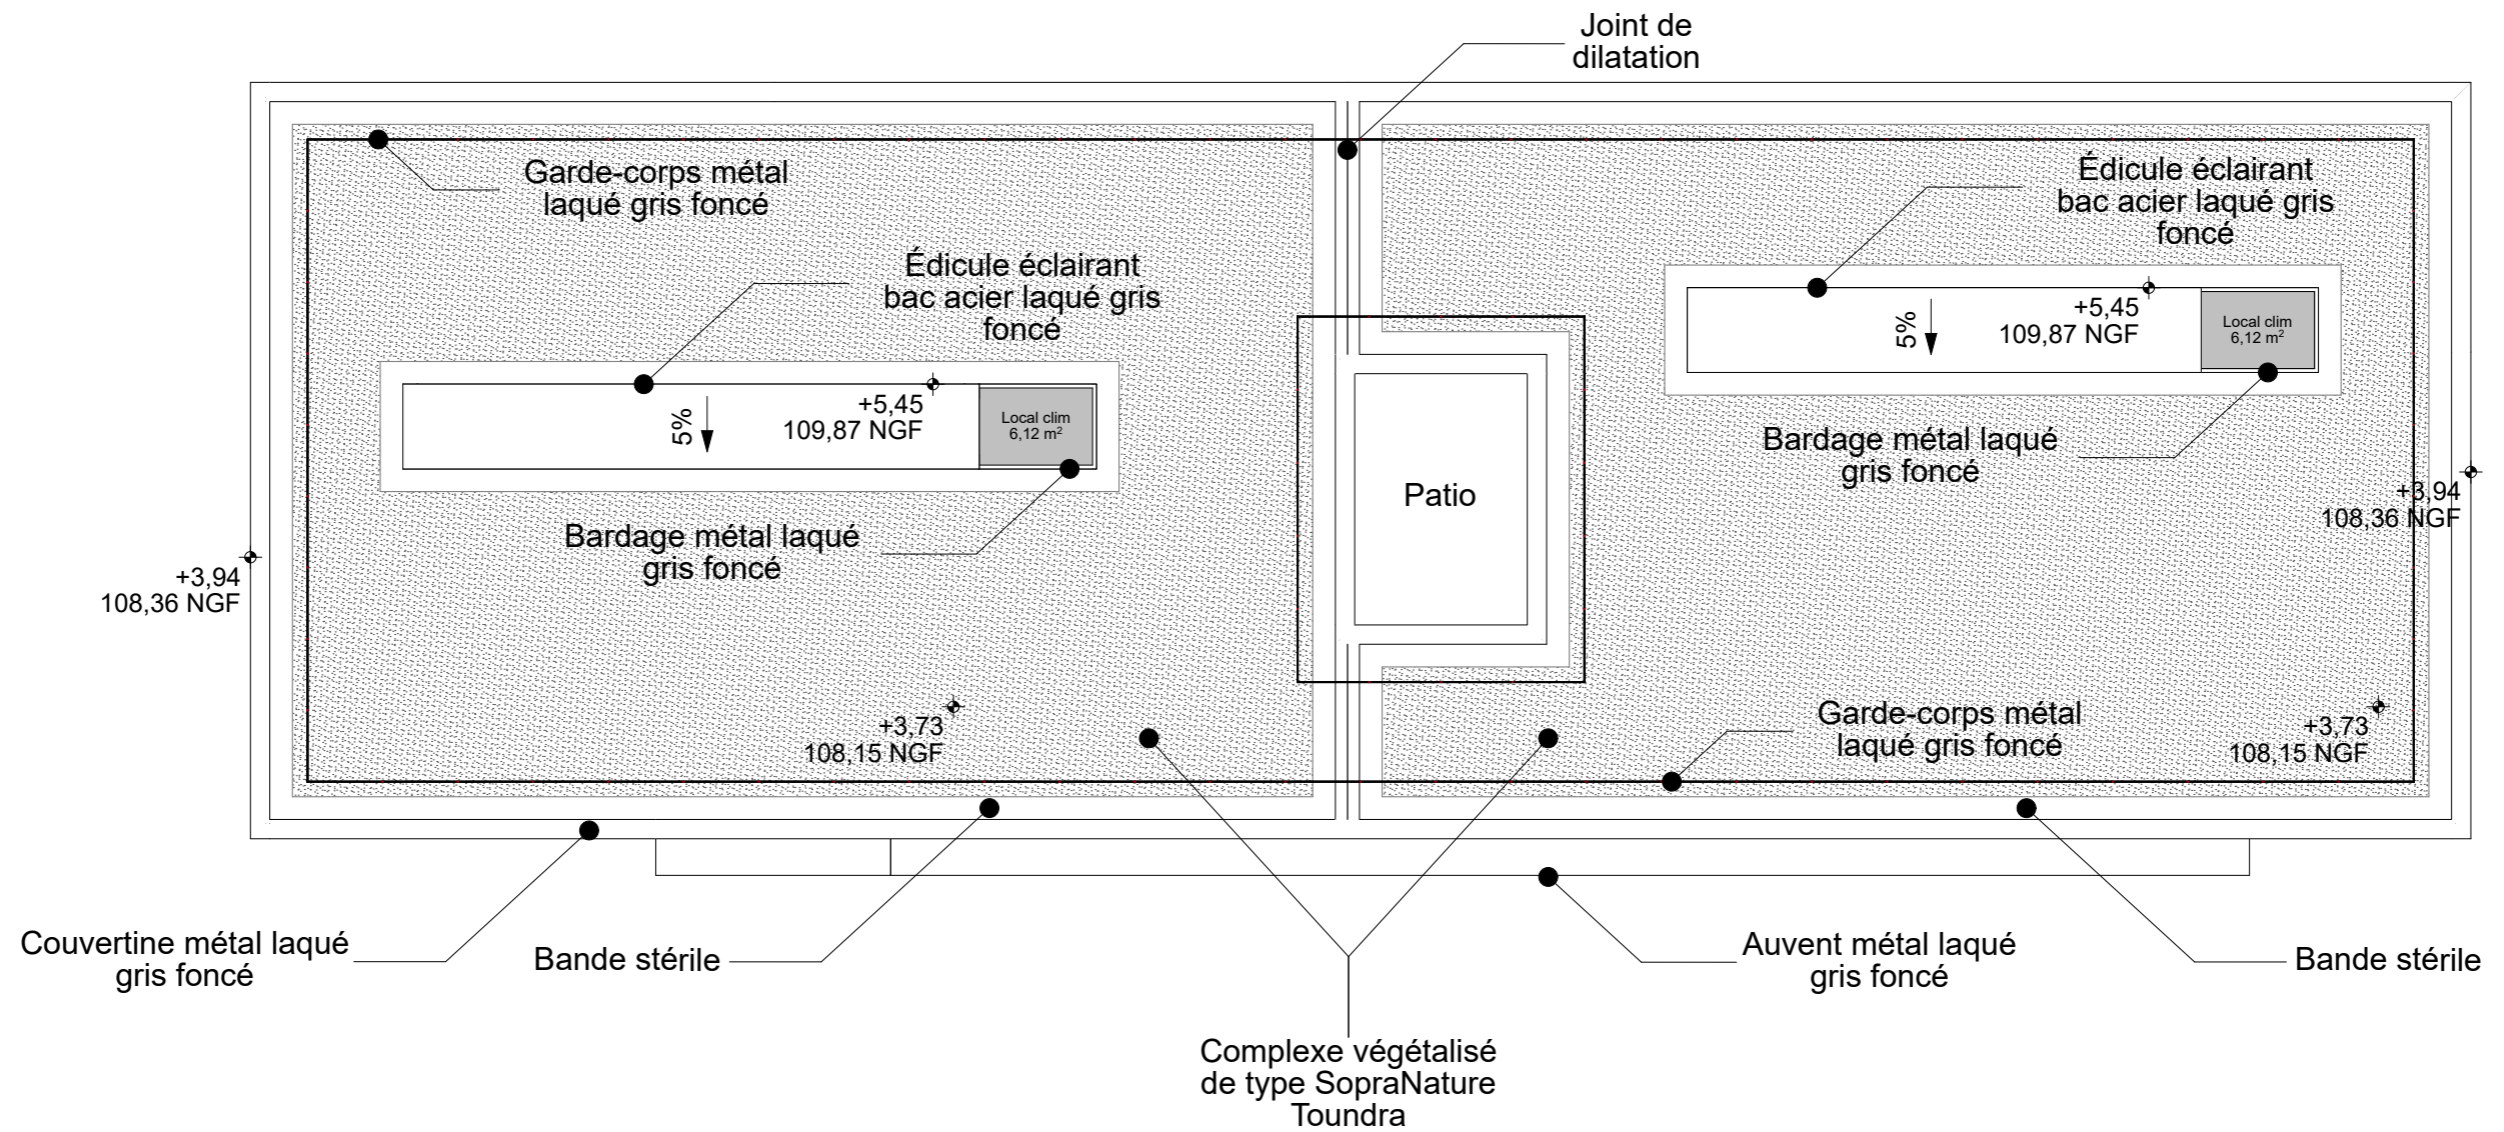 Joint de
dilatation
Garde-corps métal
laqué gris foncé
Édicule éclairant
bac acier laqué gris
foncé
Édicule éclairant
bac acier laqué gris
foncé
5%
+5,45
109,87 NGF
Local clim
6,12 m²
5%
+5,45
109,87 NGF
Local clim
6,12 m²
Bardage métal laqué
gris foncé
Bardage métal laqué
gris foncé
Patio
+3,94
108,36 NGF
+3,94
108,36 NGF
+3,73
108,15 NGF
Garde-corps métal
laqué gris foncé
+3,73
108,15 NGF
Couvertine métal laqué
gris foncé
Bande stérile
Auvent métal laqué
gris foncé
Bande stérile
Complexe végétalisé
de type SopraNature
Toundra